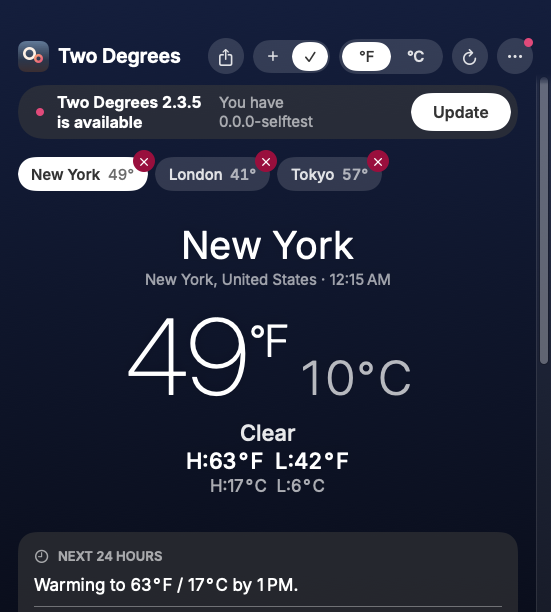 Two Degrees
°F
°C
Two Degrees 2.3.5
is available
You have
0.0.0-selftest
Update
New York 49°
London 41°
Tokyo 57°
New York
New York, United States · 12:15 AM
49°F 10°C
Clear
H:63°F L:42°F
H:17°C L:6°C
NEXT 24 HOURS
Warming to 63°F / 17°C by 1 PM.